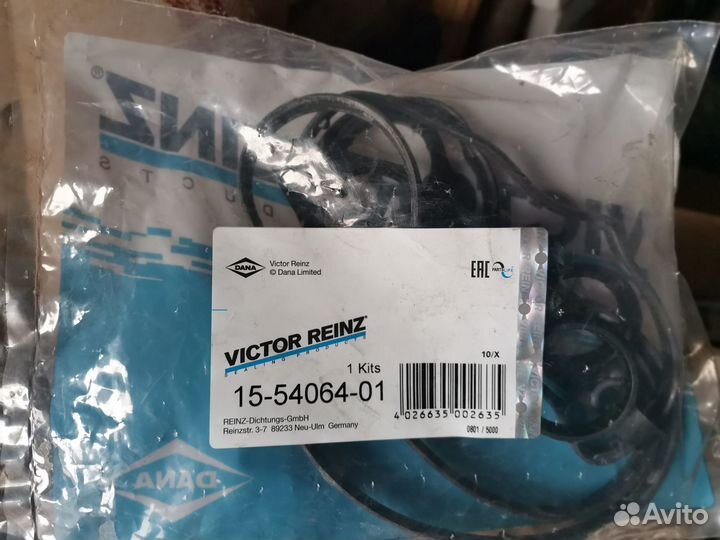 DANA
Victor Reinz
© Dana Limited
EAC
PARTSLIFE
VICTOR REINZ®
SEALING PRODUCTS
1 Kits
15-54064-01
REINZ-Dichtungs-GmbH
Reinzstr. 3-7 89233 Neu-Ulm Germany
10/X
4 026635 002635
0801 / 5000
DANA
Avito